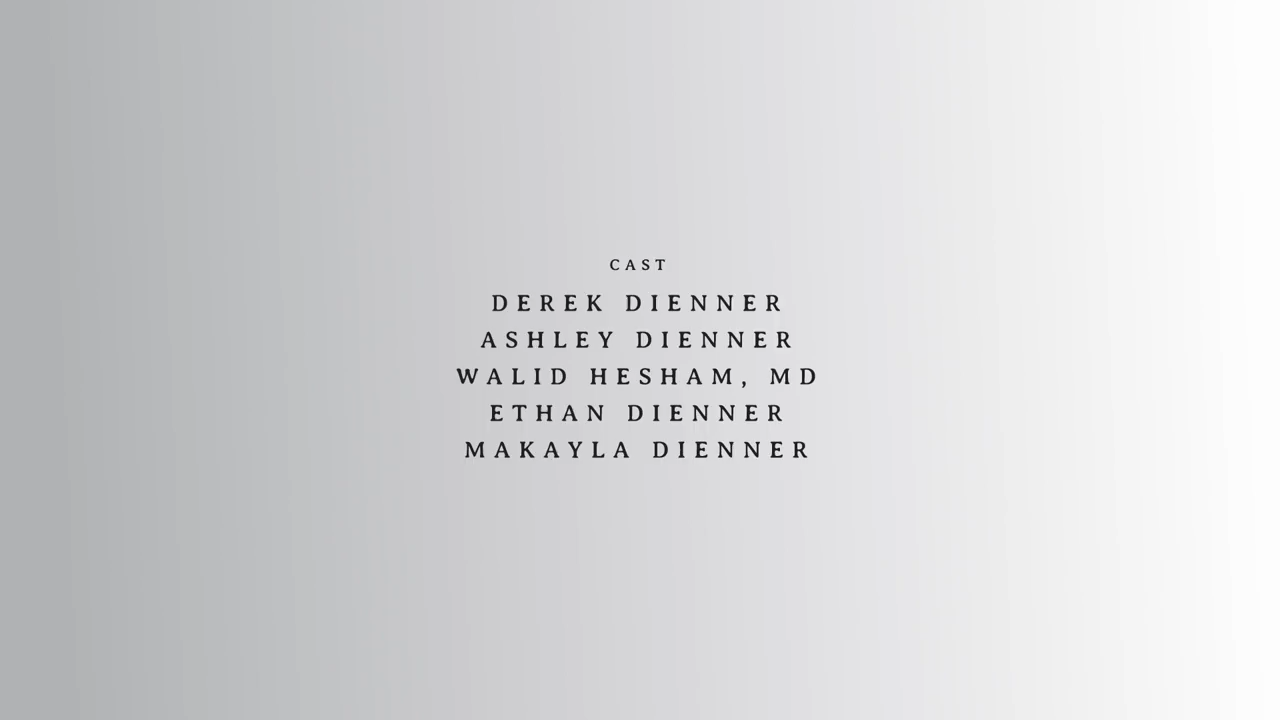 CAST
DEREK DIENNER
ASHLEY DIENNER
WALID HESHAM, MD
ETHAN DIENNER
MAKAYLA DIENNER